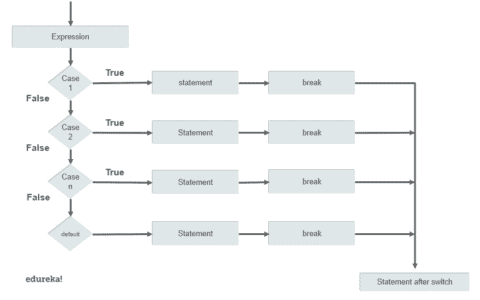 Expression
Case
1
True
statement
break
False
Case
2
True
Statement
break
False
Case
n
True
Statement
break
False
default
Statement
break
edureka!
Statement after switch